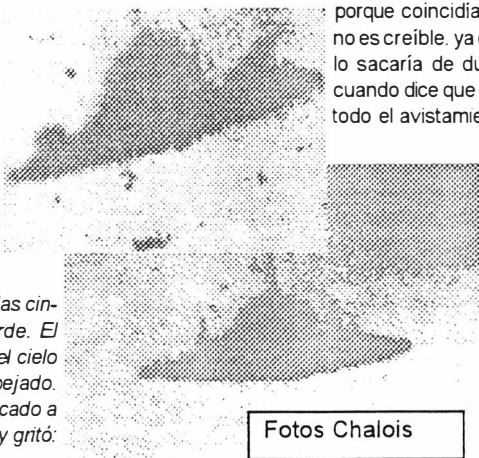 porque coincidía
no es creíble. ya
lo sacaría de du
cuando dice que
todo el avistamie
as cin-
rde. El
el cielo
pejado.
cado a
y gritó:
Fotos Chalois